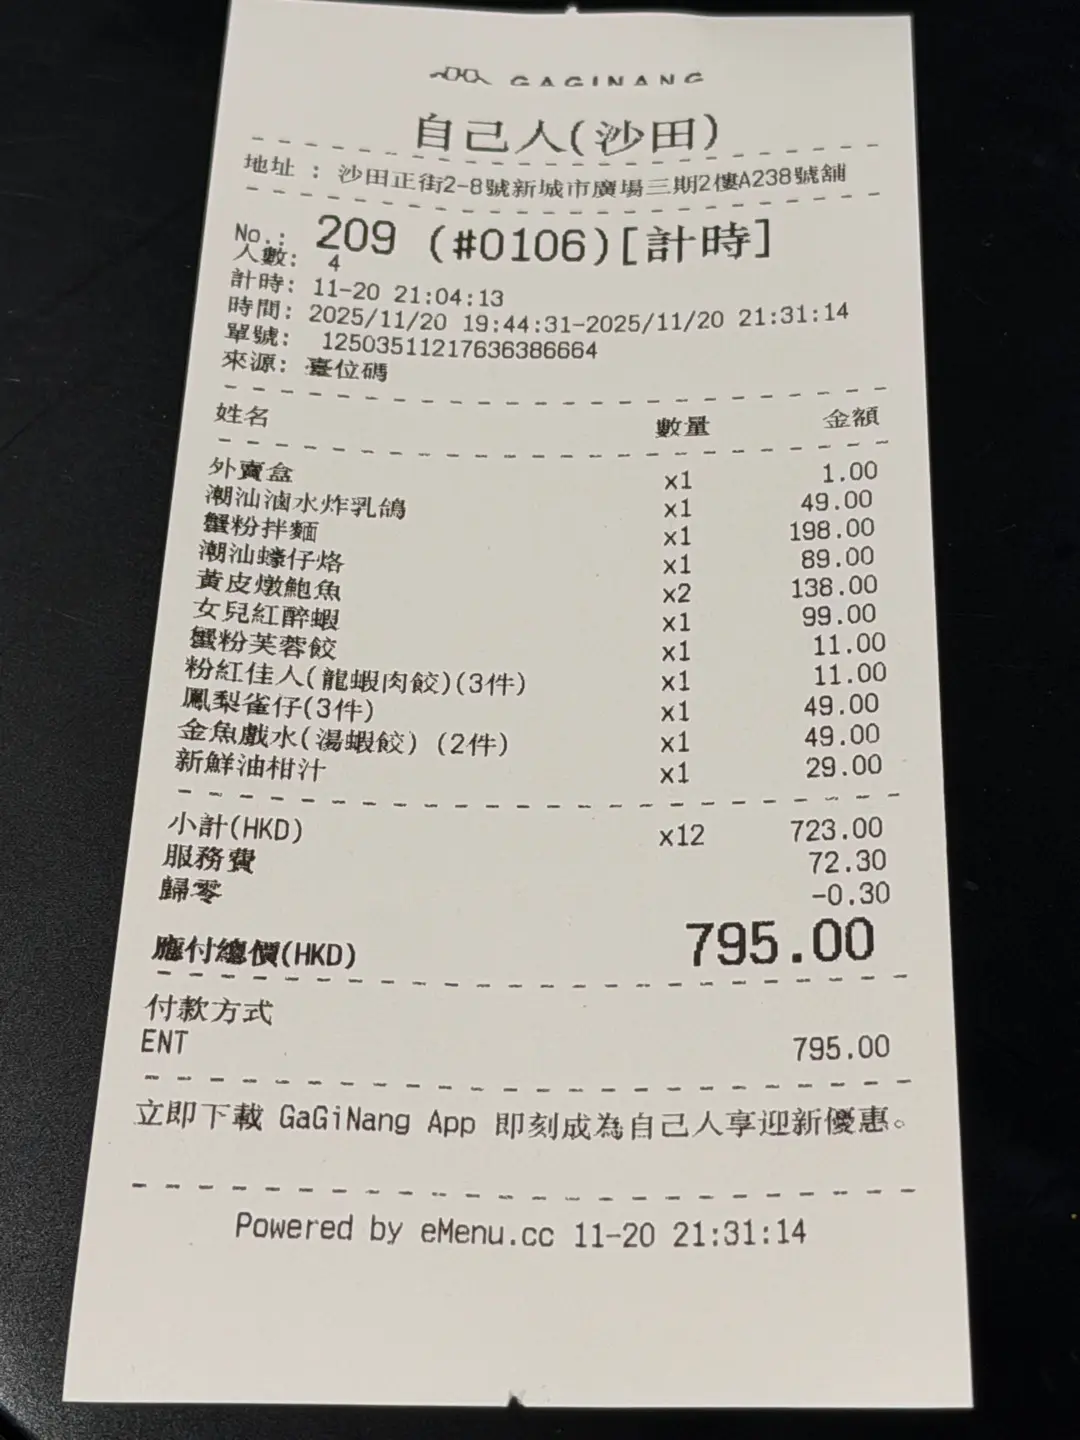 GAGINANG
自己人(沙田)
地址 : 沙田正街2-8號新城市廣場三期2樓A238號舖
No.: 209 (#0106)[計時]
人數: 4
計時: 11-20 21:04:13
時間: 2025/11/20 19:44:31-2025/11/20 21:31:14
單號: 12503511217636386664
來源: 臺位碼
姓名 數量 金額
外賣盒 x1 1.00
潮汕滷水炸乳鴿 x1 49.00
蟹粉拌麵 x1 198.00
潮汕蠔仔烙 x1 89.00
黃皮燉鮑魚 x2 138.00
女兒紅醉蝦 x1 99.00
蟹粉芙蓉餃 x1 11.00
粉紅佳人(龍蝦肉餃)(3件) x1 11.00
鳳梨雀仔(3件) x1 49.00
金魚戲水(湯蝦餃) (2件) x1 49.00
新鮮油柑汁 x1 29.00
小計(HKD) x12 723.00
服務費 72.30
歸零 -0.30
應付總價(HKD) 795.00
付款方式
ENT 795.00
立即下載 GaGiNang App 即刻成為自己人享迎新優惠。
Powered by eMenu.cc 11-20 21:31:14